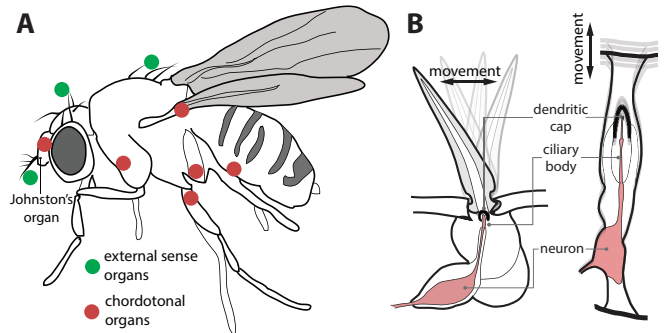 A
Johnston's
organ
external sense
organs
chordotonal
organs
B
movement
movement
dendritic
cap
ciliary
body
neuron